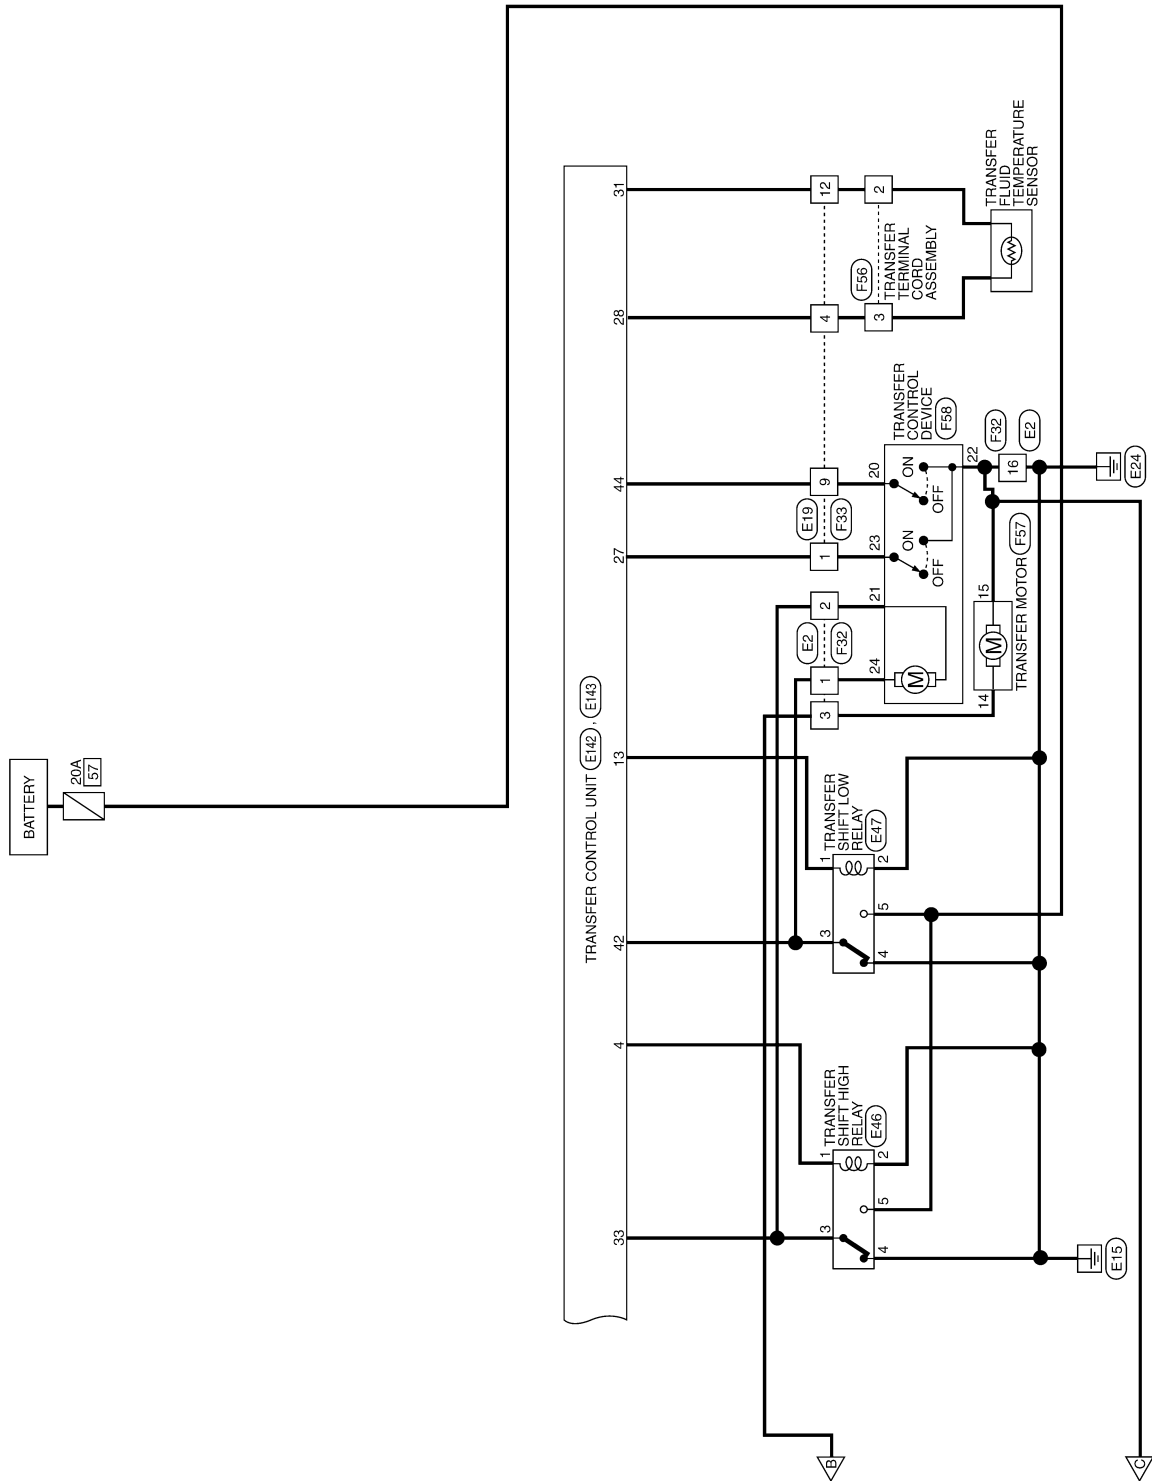 BATTERY
20A
57
TRANSFER CONTROL UNIT
E142
,
E143
33
4
42
13
27
44
28
31
3
1
2
E2
F32
1
E19
F33
9
4
12
F56
3
2
TRANSFER
TERMINAL
CORD
ASSEMBLY
TRANSFER
FLUID
TEMPERATURE
SENSOR
TRANSFER
SHIFT HIGH
RELAY
E46
1
2
3
5
4
TRANSFER
SHIFT LOW
RELAY
E47
1
2
3
5
4
TRANSFER
CONTROL
DEVICE
F58
24
21
23
20
22
M
ON
OFF
ON
OFF
14
M
15
TRANSFER MOTOR
F57
F32
16
E2
E24
E15
B
C